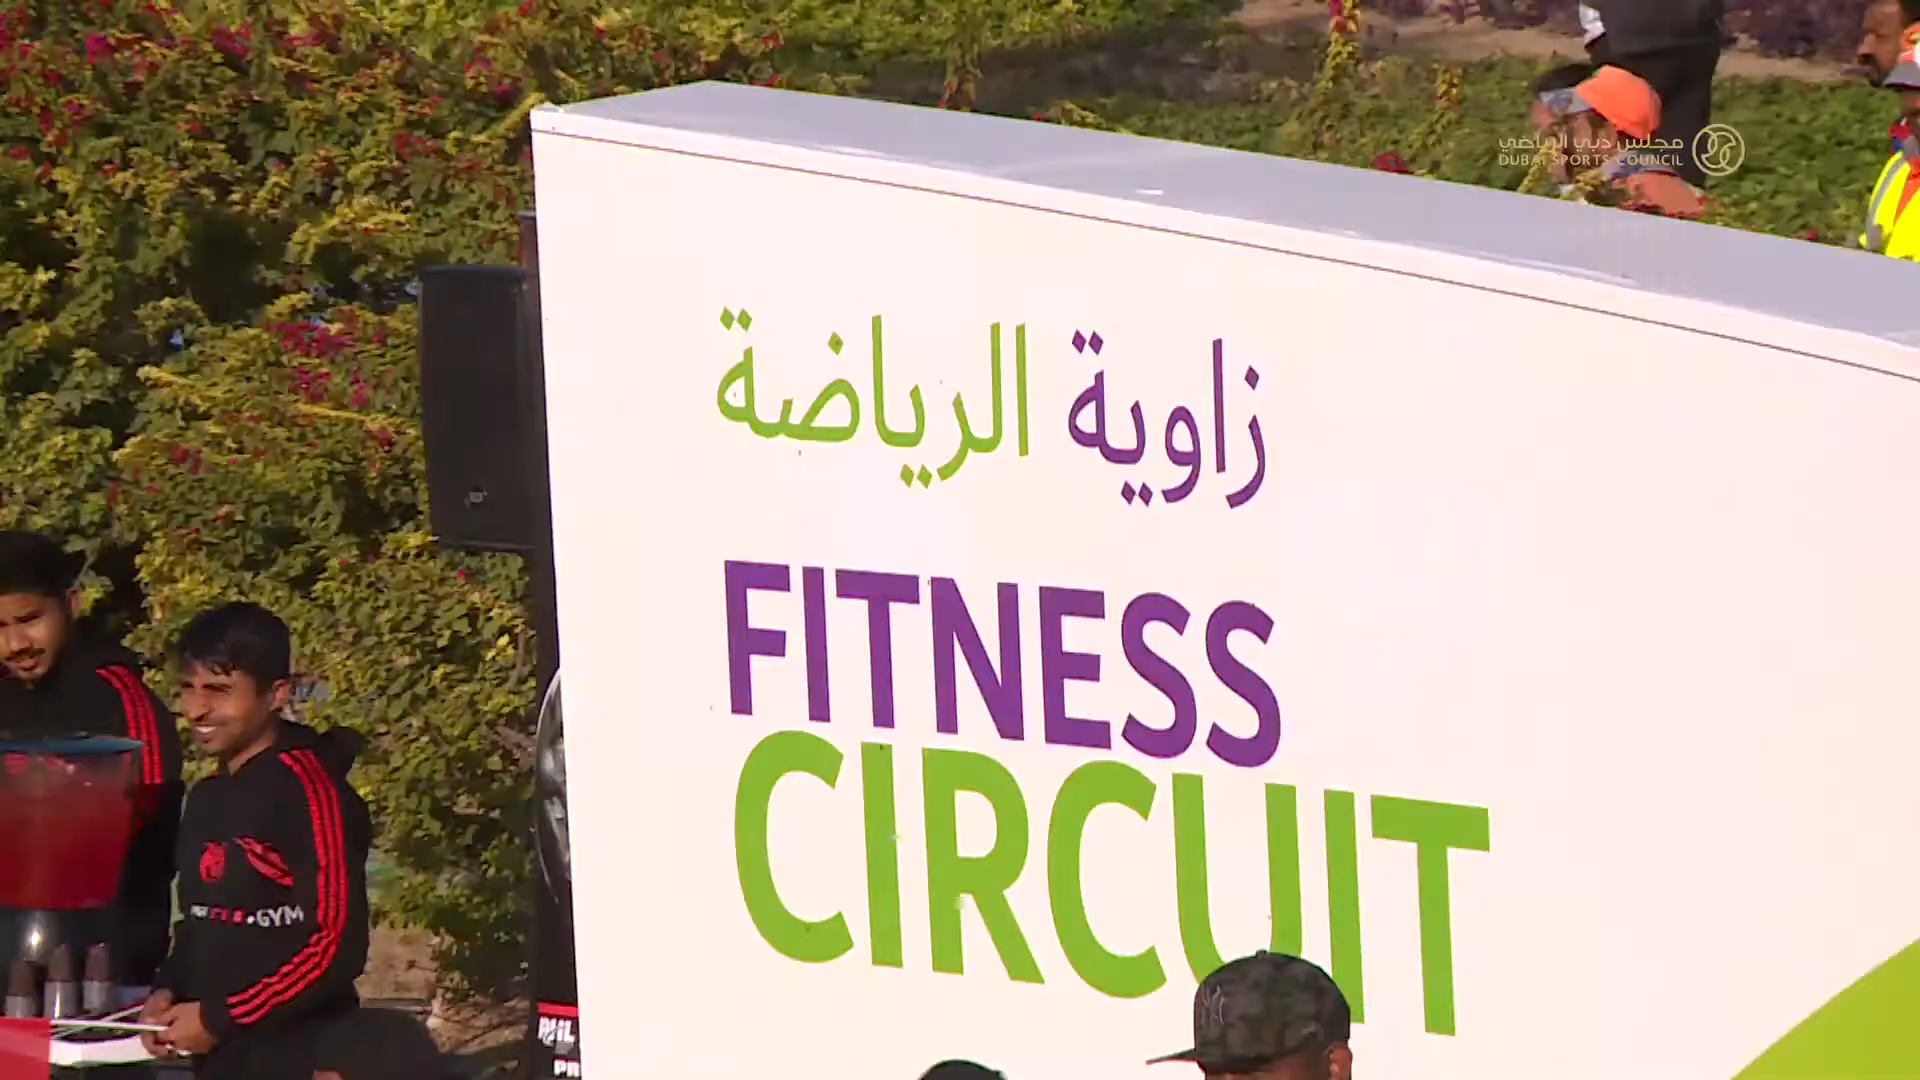 مجلس دبي الرياضي
DUBAI SPORTS COUNCIL
زاوية الرياضة
FITNESS
CIRCUIT
GYM